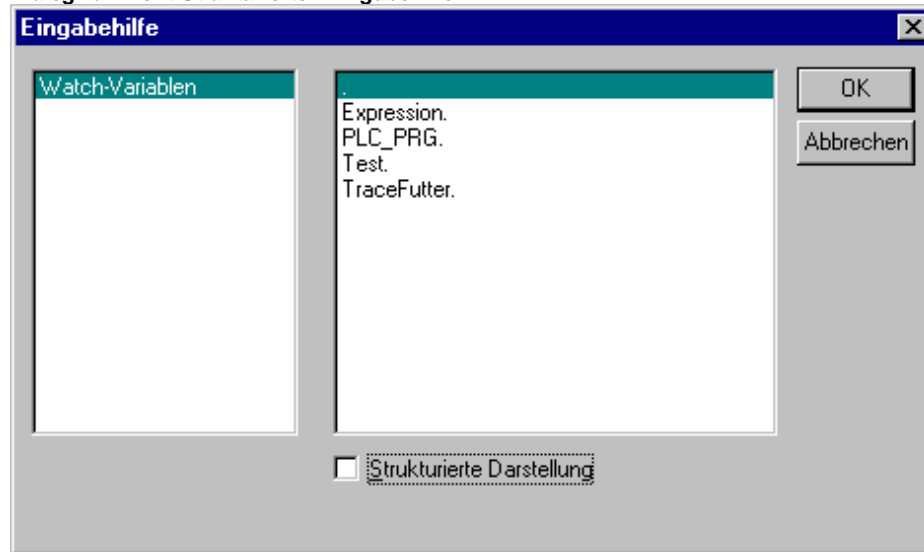 Eingabehilfe
Watch-Variablen
.
Expression.
PLC_PRG.
Test.
TraceFutter.
OK
Abbrechen
Strukturierte Darstellung